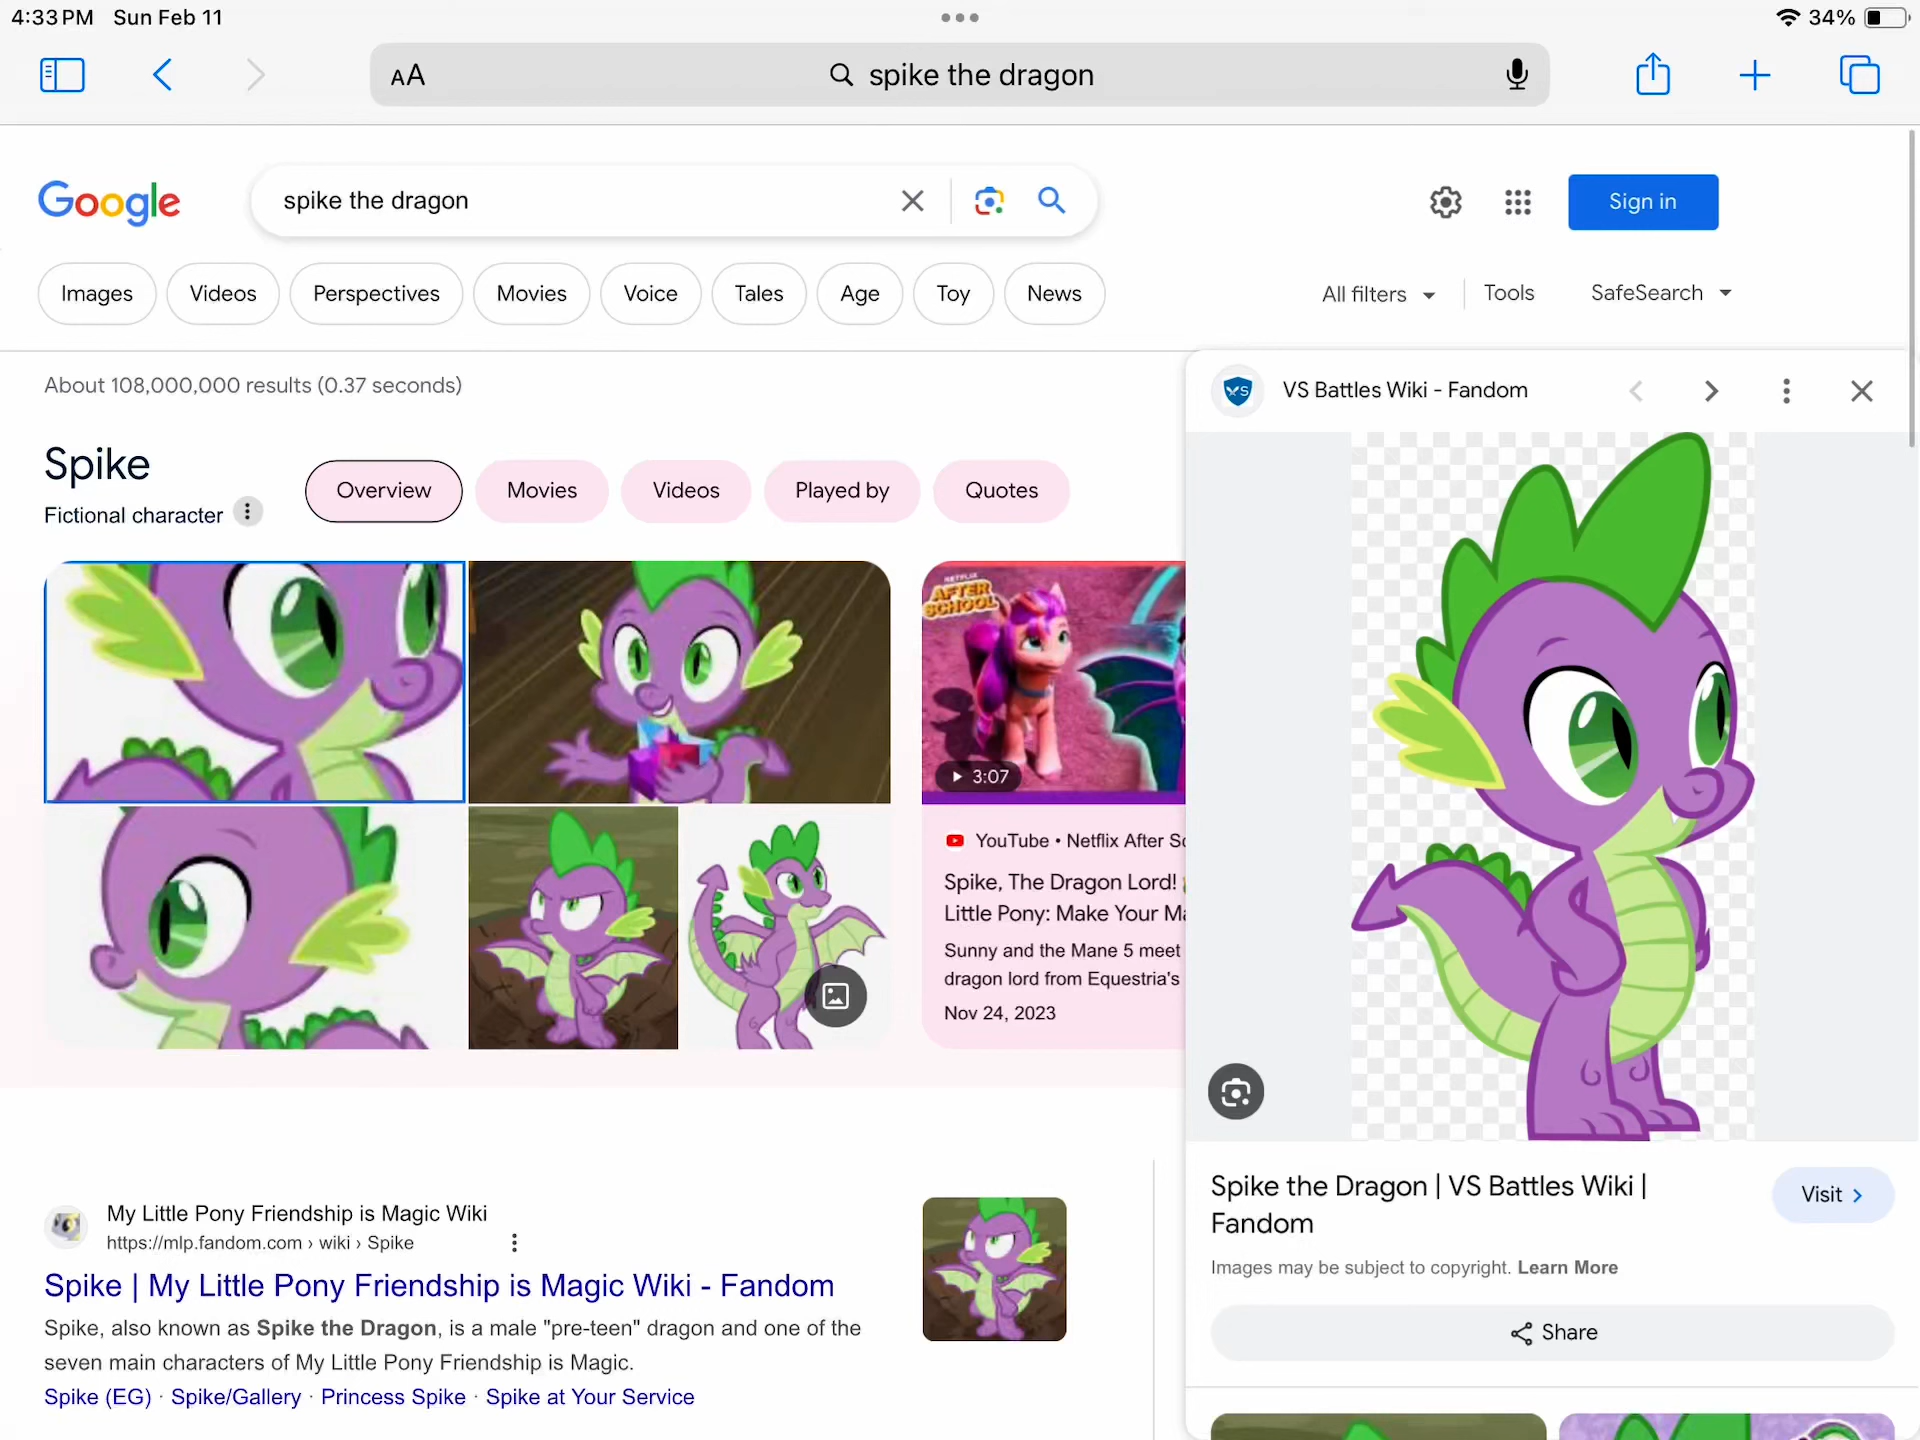 4:33 PM Sun Feb 11
34%
AA
spike the dragon
Google
spike the dragon
Sign in
Images
Videos
Perspectives
Movies
Voice
Tales
Age
Toy
News
All filters
Tools
SafeSearch
About 108,000,000 results (0.37 seconds)
Spike
Fictional character
Overview
Movies
Videos
Played by
Quotes
NETFLIX
AFTER
SCHOOL
3:07
YouTube • Netflix After Sc
Spike, The Dragon Lord!
Little Pony: Make Your Ma
Sunny and the Mane 5 meet
dragon lord from Equestria's
Nov 24, 2023
My Little Pony Friendship is Magic Wiki
https://mlp.fandom.com › wiki › Spike
Spike | My Little Pony Friendship is Magic Wiki - Fandom
Spike, also known as Spike the Dragon, is a male "pre-teen" dragon and one of the
seven main characters of My Little Pony Friendship is Magic.
Spike (EG) · Spike/Gallery · Princess Spike · Spike at Your Service
VS
VS Battles Wiki - Fandom
Spike the Dragon | VS Battles Wiki |
Fandom
Visit
Images may be subject to copyright. Learn More
Share